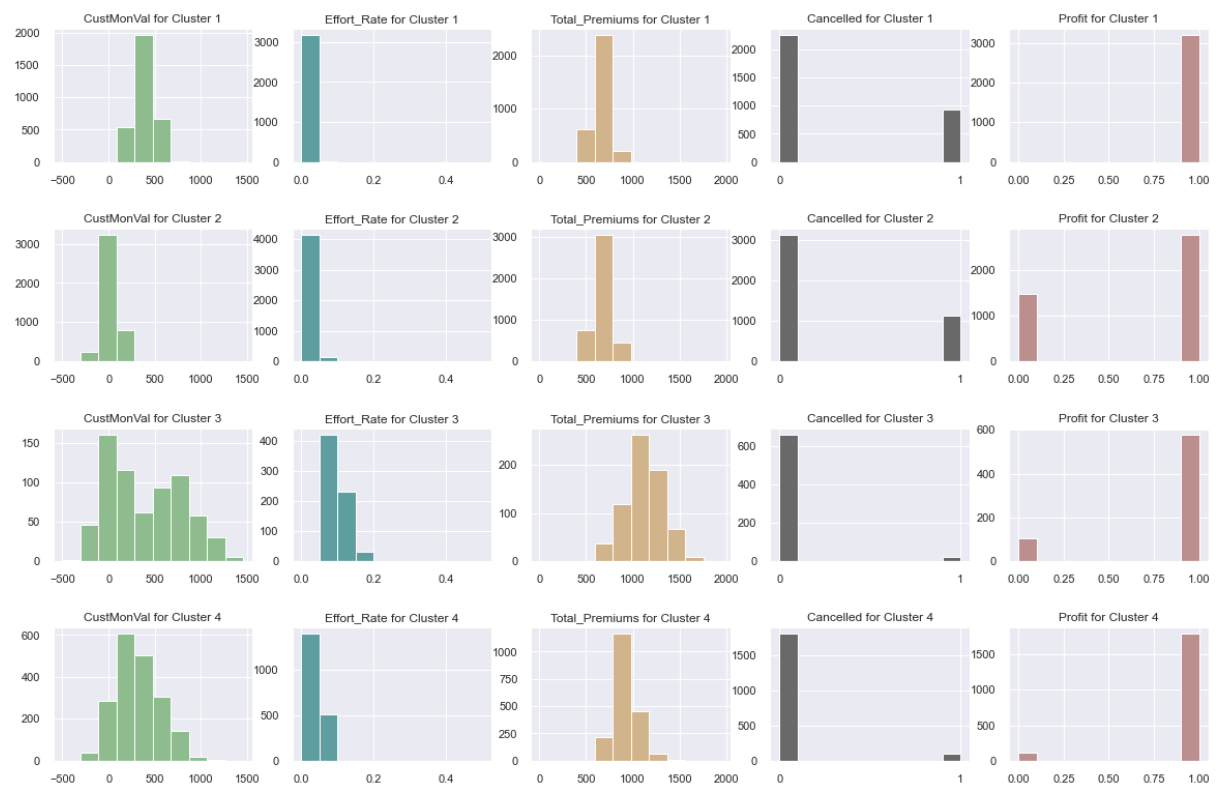 CustMonVal for Cluster 1
Effort_Rate for Cluster 1
Total_Premiums for Cluster 1
Cancelled for Cluster 1
Profit for Cluster 1
2000
1500
1000
500
0
−500 0 500 1000 1500
3000
2000
1000
0
0.0 0.2 0.4
2000
1000
0
0 500 1000 1500 2000
2000
1500
1000
500
0
0 1
3000
2000
1000
0
0.00 0.25 0.50 0.75 1.00
CustMonVal for Cluster 2
Effort_Rate for Cluster 2
Total_Premiums for Cluster 2
Cancelled for Cluster 2
Profit for Cluster 2
3000
2000
1000
0
−500 0 500 1000 1500
4000
3000
2000
1000
0
0.0 0.2 0.4
3000
2000
1000
0
0 500 1000 1500 2000
3000
2000
1000
0
0 1
2000
1000
0
0.00 0.25 0.50 0.75 1.00
CustMonVal for Cluster 3
Effort_Rate for Cluster 3
Total_Premiums for Cluster 3
Cancelled for Cluster 3
Profit for Cluster 3
150
100
50
0
−500 0 500 1000 1500
400
300
200
100
0
0.0 0.2 0.4
200
100
0
0 500 1000 1500 2000
600
400
200
0
0 1
600
400
200
0
0.00 0.25 0.50 0.75 1.00
CustMonVal for Cluster 4
Effort_Rate for Cluster 4
Total_Premiums for Cluster 4
Cancelled for Cluster 4
Profit for Cluster 4
600
400
200
0
−500 0 500 1000 1500
1000
500
0
0.0 0.2 0.4
1000
750
500
250
0
0 500 1000 1500 2000
1500
1000
500
0
0 1
1500
1000
500
0
0.00 0.25 0.50 0.75 1.00